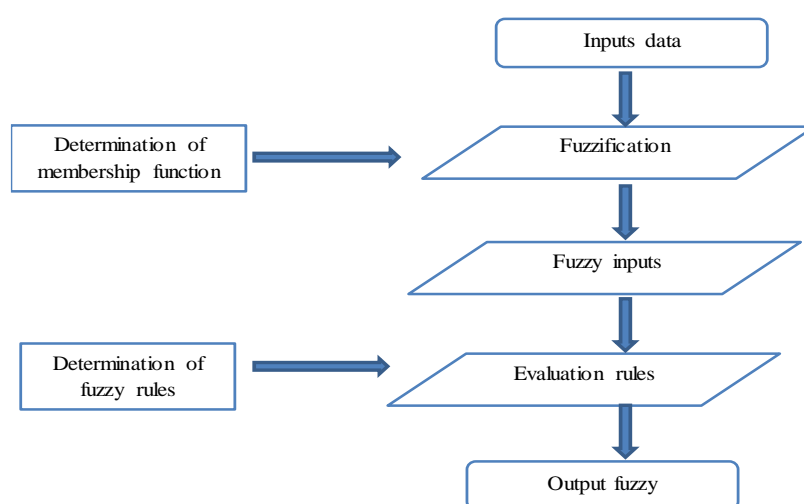 Inputs data
Determination of
membership function
Fuzzification
Fuzzy inputs
Determination of
fuzzy rules
Evaluation rules
Output fuzzy